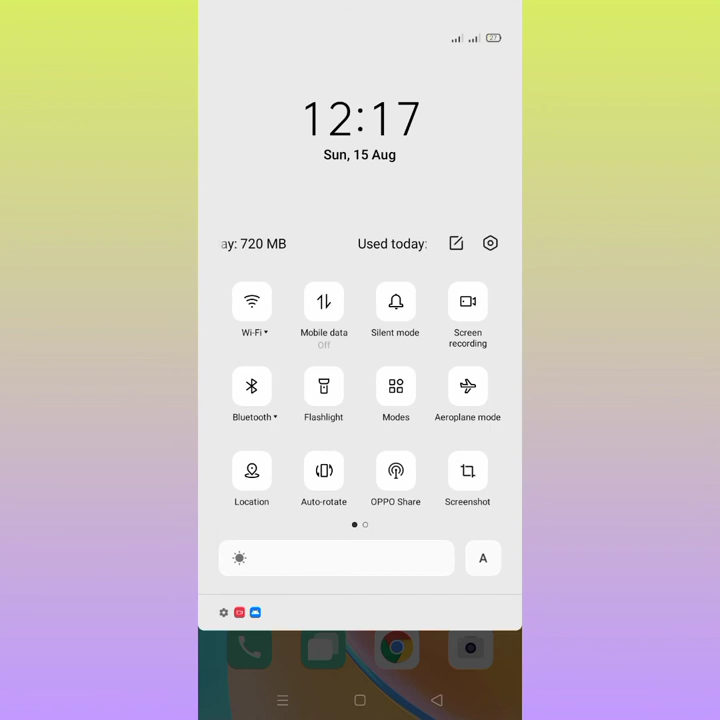 27
12:17
Sun, 15 Aug
ay: 720 MB Used today:
Wi-Fi Mobile data Silent mode Screen
Off recording
Bluetooth Flashlight Modes Aeroplane mode
Location Auto-rotate OPPO Share Screenshot
A